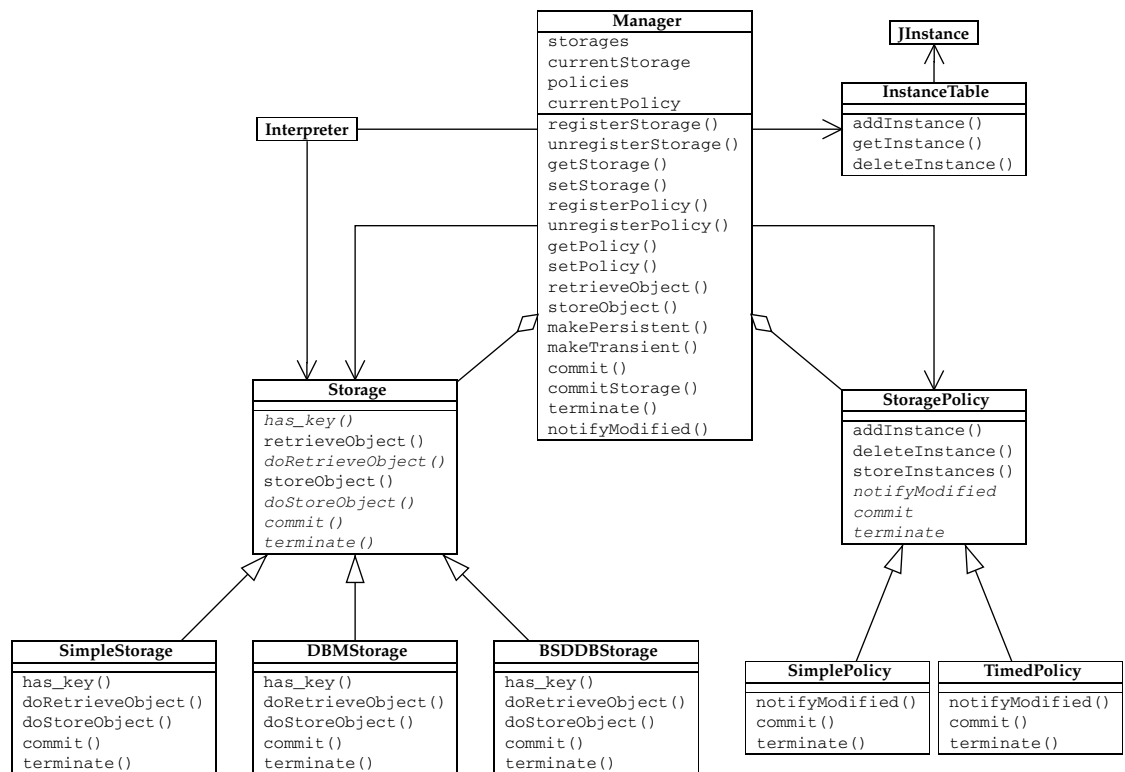 Manager
storages
currentStorage
policies
currentPolicy
registerStorage()
unregisterStorage()
getStorage()
setStorage()
registerPolicy()
unregisterPolicy()
getPolicy()
setPolicy()
retrieveObject()
storeObject()
makePersistent()
makeTransient()
commit()
commitStorage()
terminate()
notifyModified()
JInstance
InstanceTable
addInstance()
getInstance()
deleteInstance()
Interpreter
Storage
has_key()
retrieveObject()
doRetrieveObject()
storeObject()
doStoreObject()
commit()
terminate()
StoragePolicy
addInstance()
deleteInstance()
storeInstances()
notifyModified
commit
terminate
SimpleStorage
has_key()
doRetrieveObject()
doStoreObject()
commit()
terminate()
DBMStorage
has_key()
doRetrieveObject()
doStoreObject()
commit()
terminate()
BSDDBStorage
has_key()
doRetrieveObject()
doStoreObject()
commit()
terminate()
SimplePolicy
notifyModified()
commit()
terminate()
TimedPolicy
notifyModified()
commit()
terminate()